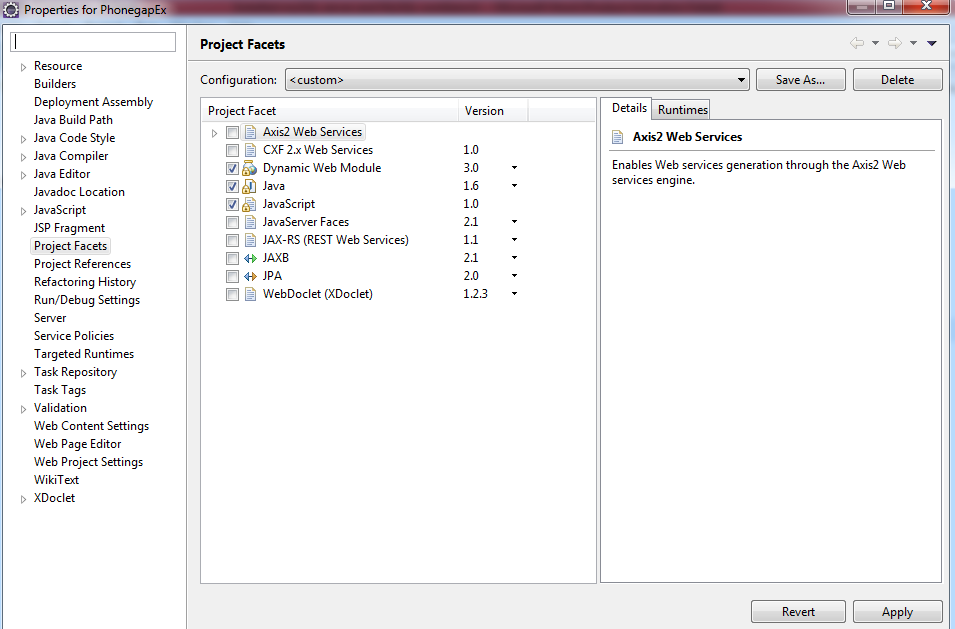 Properties for PhonegapEx
Resource
Builders
Deployment Assembly
Java Build Path
Java Code Style
Java Compiler
Java Editor
Javadoc Location
JavaScript
JSP Fragment
Project Facets
Project References
Refactoring History
Run/Debug Settings
Server
Service Policies
Targeted Runtimes
Task Repository
Task Tags
Validation
Web Content Settings
Web Page Editor
Web Project Settings
WikiText
XDoclet
Project Facets
Configuration: <custom> Save As... Delete
Project Facet Version
Axis2 Web Services
CXF 2.x Web Services 1.0
Dynamic Web Module 3.0
Java 1.6
JavaScript 1.0
JavaServer Faces 2.1
JAX-RS (REST Web Services) 1.1
JAXB 2.1
JPA 2.0
WebDoclet (XDoclet) 1.2.3
Details Runtimes
Axis2 Web Services
Enables Web services generation through the Axis2 Web
services engine.
Revert Apply